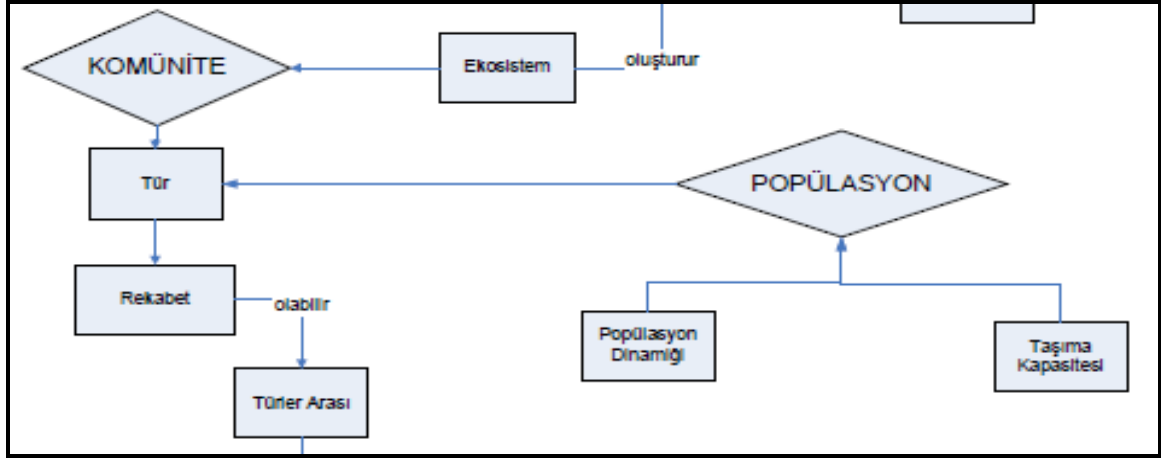 KOMÜNİTE
Ekosistem
oluşturur
Tür
POPÜLASYON
Rekabet
olabilir
Popülasyon
Dinamiği
Taşıma
Kapasitesi
Türler Arası